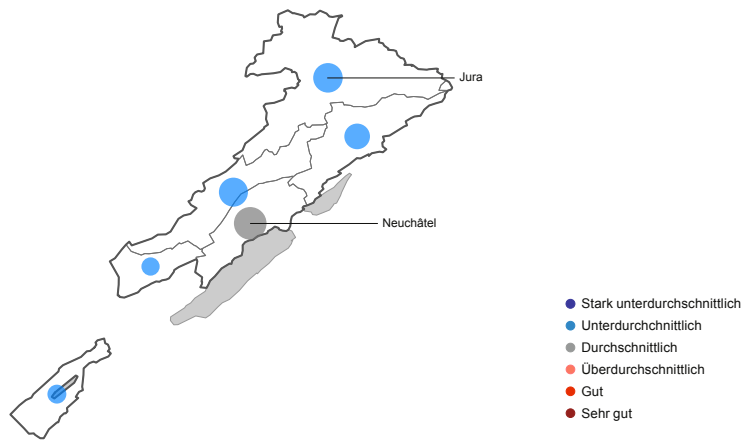 Jura
Neuchâtel
Stark unterdurchschnittlich
Unterdurchchnittlich
Durchschnittlich
Überdurchschnittlich
Gut
Sehr gut